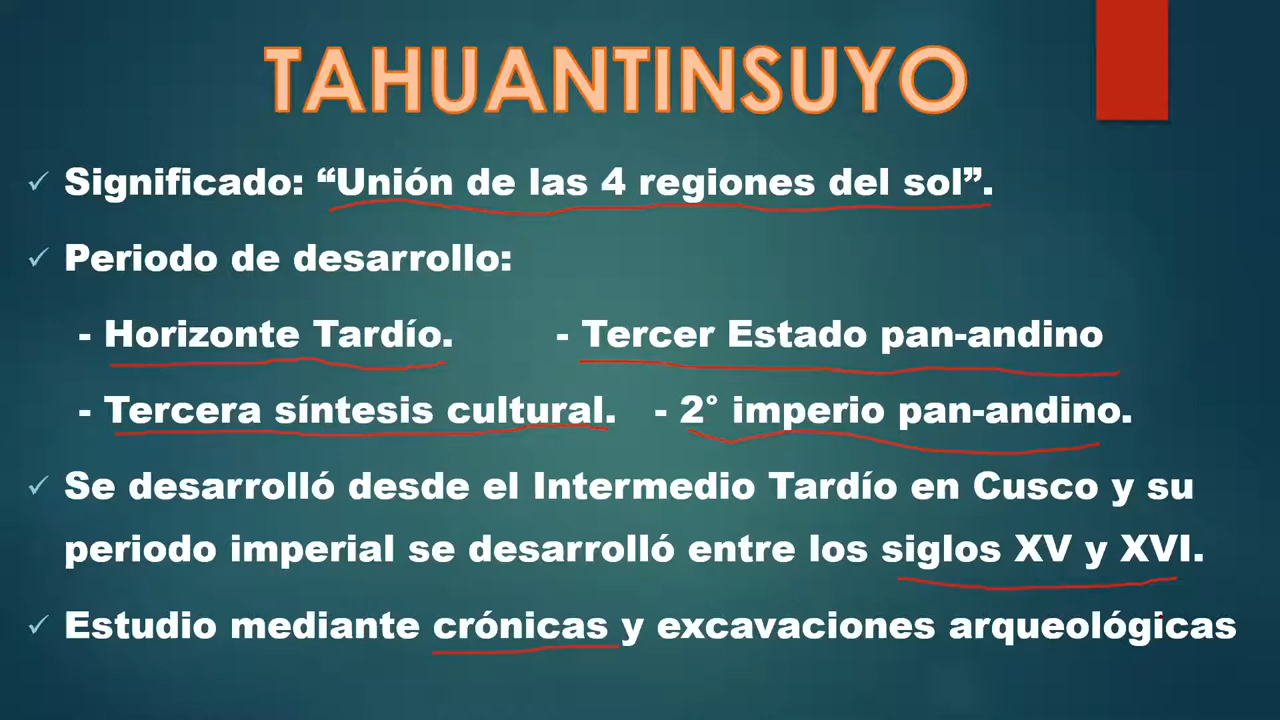 TAHUANTINSUYO
✓ Significado: “Unión de las 4 regiones del sol”.
✓ Periodo de desarrollo:
- Horizonte Tardío. - Tercer Estado pan-andino
- Tercera síntesis cultural. - 2° imperio pan-andino.
✓ Se desarrolló desde el Intermedio Tardío en Cusco y su
periodo imperial se desarrolló entre los siglos XV y XVI.
✓ Estudio mediante crónicas y excavaciones arqueológicas